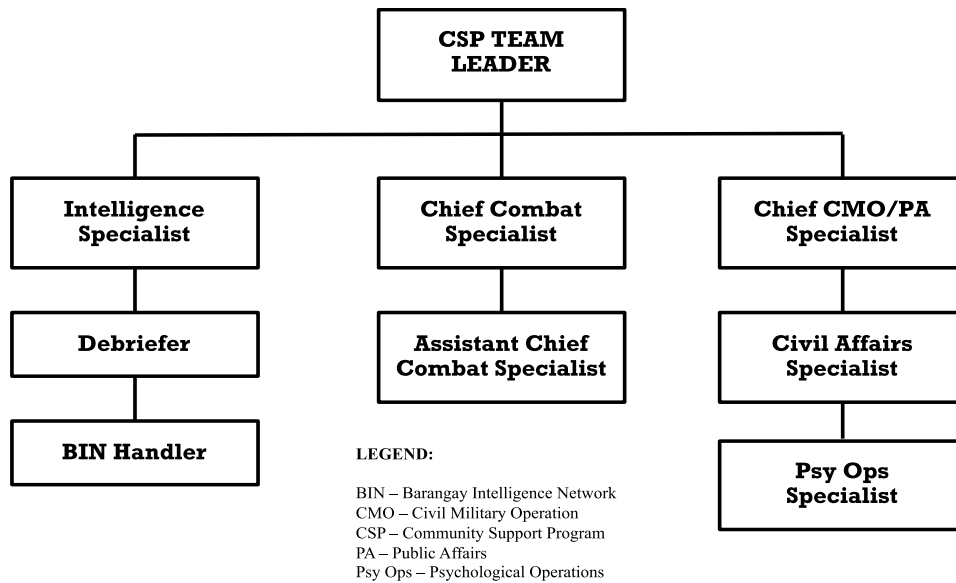 CSP TEAM
LEADER
Intelligence
Specialist
Chief Combat
Specialist
Chief CMO/PA
Specialist
Debriefer
Assistant Chief
Combat Specialist
Civil Affairs
Specialist
BIN Handler
Psy Ops
Specialist
LEGEND:
BIN – Barangay Intelligence Network
CMO – Civil Military Operation
CSP – Community Support Program
PA – Public Affairs
Psy Ops – Psychological Operations